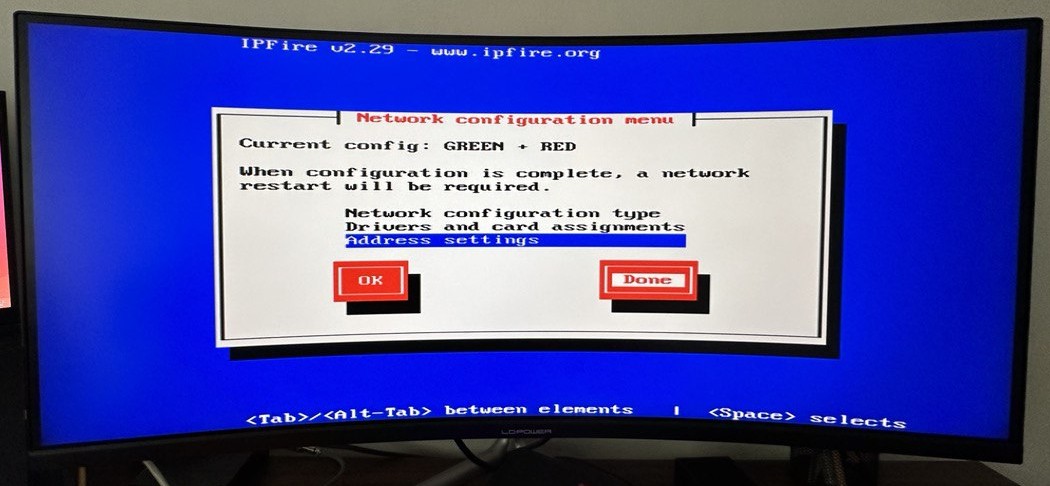 IPFire v2.29 - www.ipfire.org
Network configuration menu
Current config: GREEN + RED
When configuration is complete, a network
restart will be required.
Network configuration type
Drivers and card assignments
Address settings
OK
Done
<Tab>/<Alt-Tab> between elements | <Space> selects
LC-POWER